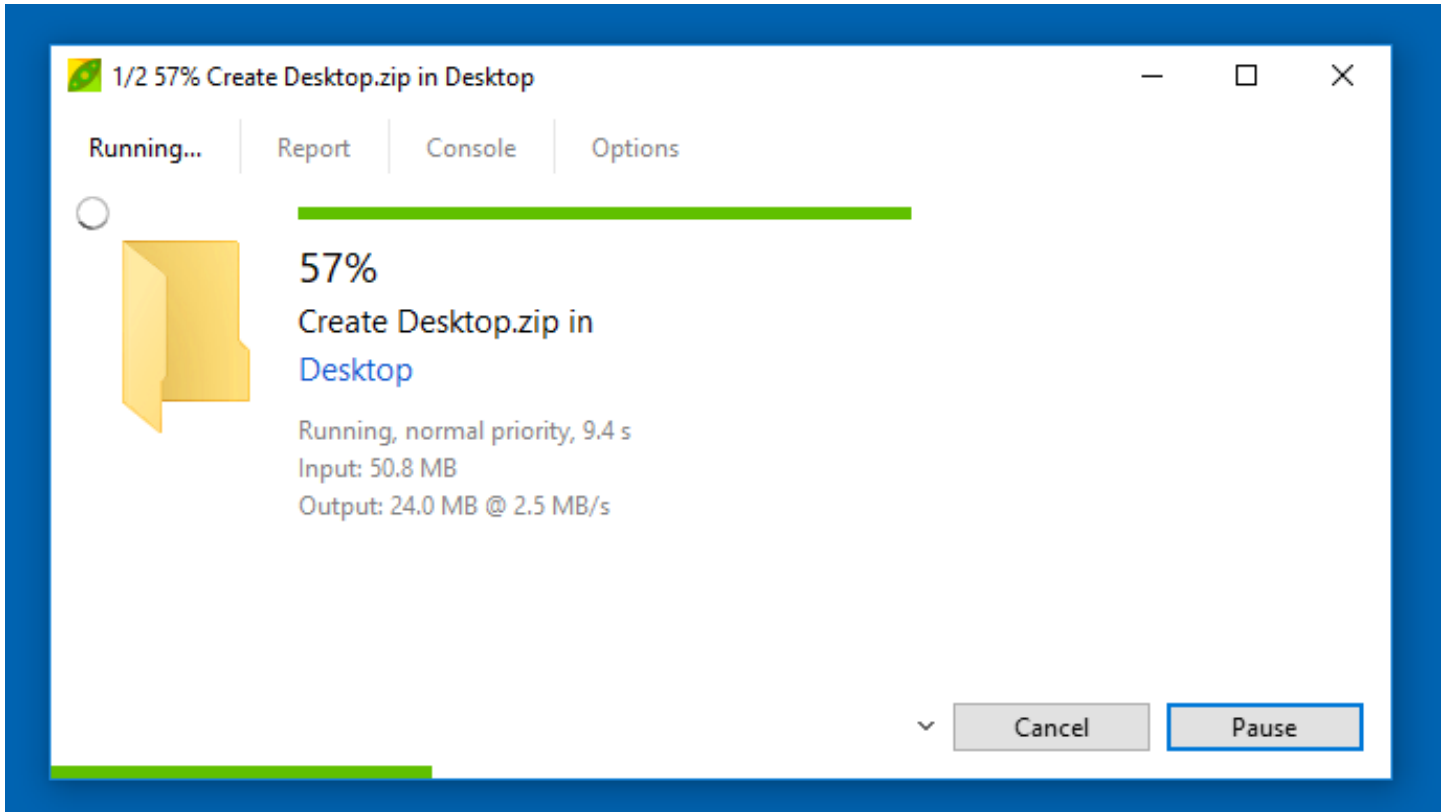 1/2 57% Create Desktop.zip in Desktop
Running... Report Console Options
57%
Create Desktop.zip in
Desktop
Running, normal priority, 9.4 s
Input: 50.8 MB
Output: 24.0 MB @ 2.5 MB/s
Cancel Pause